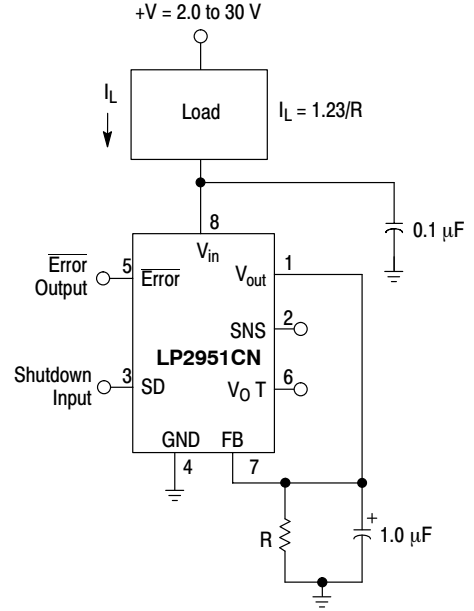 +V = 2.0 to 30 V
I_L
Load
I_L = 1.23/R
8
V_in
0.1 μF
Error
Output
5
Error
V_out
1
SNS
2
LP2951CN
Shutdown
Input
3
SD
V_O T
6
GND
FB
4
7
R
+
1.0 μF